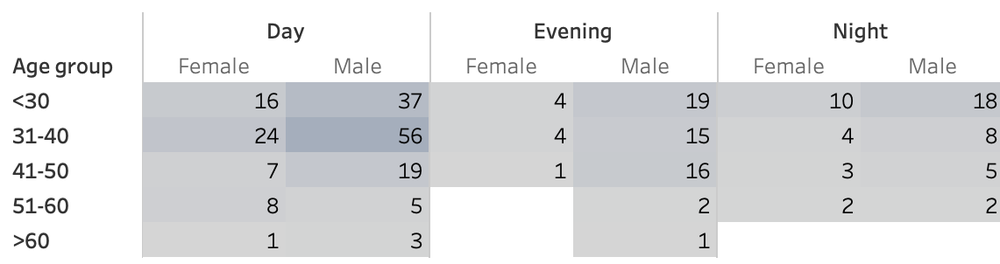 Day Evening Night
Age group Female Male Female Male Female Male
<30 16 37 4 19 10 18
31-40 24 56 4 15 4 8
41-50 7 19 1 16 3 5
51-60 8 5 2 2 2
>60 1 3 1